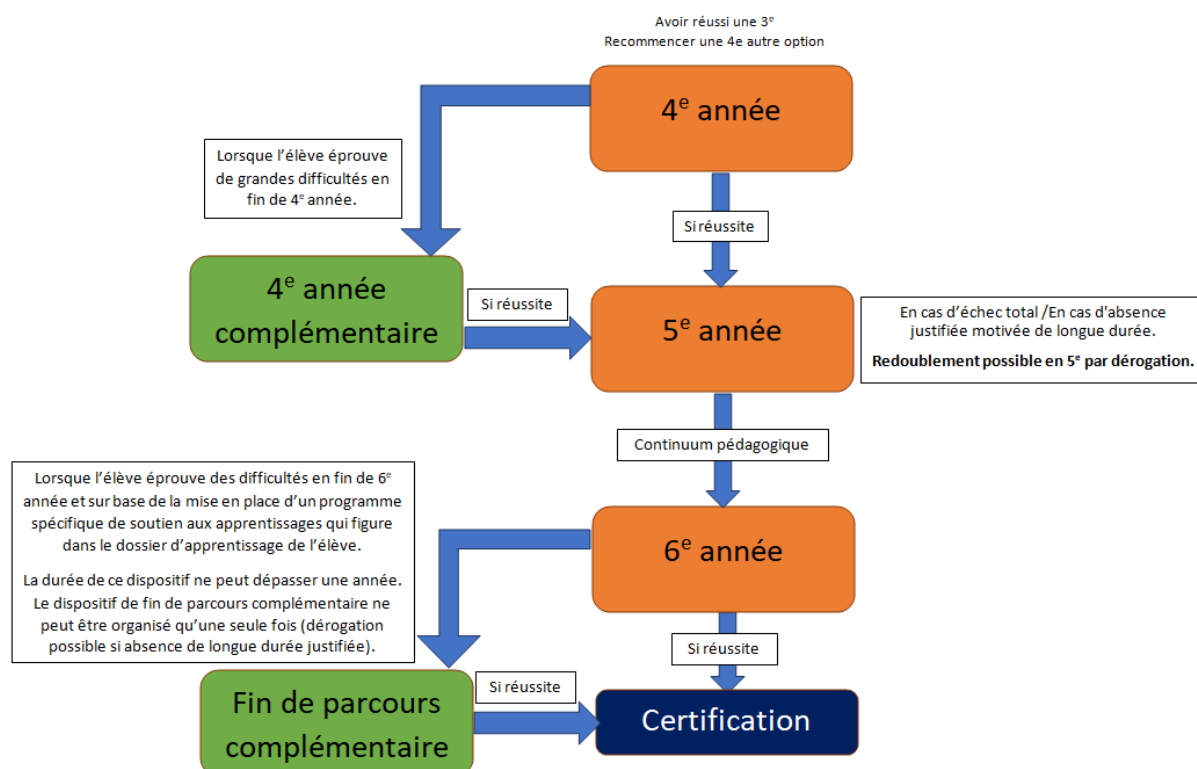 Avoir réussi une 3e
Recommencer une 4e autre option
4e année
Lorsque l'élève éprouve
de grandes difficultés en
fin de 4e année.
Si réussite
4e année
complémentaire
Si réussite
5e année
En cas d'échec total /En cas d'absence
justifiée motivée de longue durée.
Redoublement possible en 5e par dérogation.
Continuum pédagogique
Lorsque l'élève éprouve des difficultés en fin de 6e
année et sur base de la mise en place d'un programme
spécifique de soutien aux apprentissages qui figure
dans le dossier d'apprentissage de l'élève.
La durée de ce dispositif ne peut dépasser une année.
Le dispositif de fin de parcours complémentaire ne
peut être organisé qu'une seule fois (dérogation
possible si absence de longue durée justifiée).
6e année
Si réussite
Fin de parcours
complémentaire
Si réussite
Certification